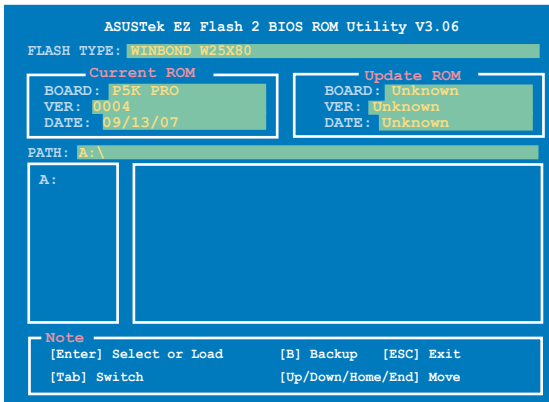 ASUSTek EZ Flash 2 BIOS ROM Utility V3.06
FLASH TYPE: WINBOND W25X80
Current ROM
BOARD: P5K PRO
VER: 0004
DATE: 09/13/07
Update ROM
BOARD: Unknown
VER: Unknown
DATE: Unknown
PATH: A:\
A:
Note
[Enter] Select or Load [B] Backup [ESC] Exit
[Tab] Switch [Up/Down/Home/End] Move